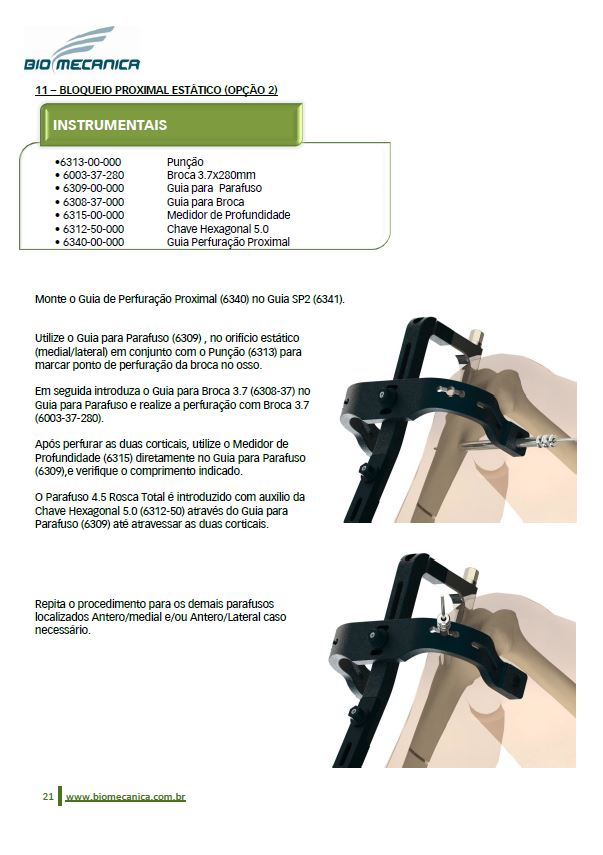 BIOMECANICA
11 – BLOQUEIO PROXIMAL ESTÁTICO (OPÇÃO 2)
INSTRUMENTAIS
•6313-00-000 Punção
• 6003-37-280 Broca 3.7x280mm
• 6309-00-000 Guia para Parafuso
• 6308-37-000 Guia para Broca
• 6315-00-000 Medidor de Profundidade
• 6312-50-000 Chave Hexagonal 5.0
• 6340-00-000 Guia Perfuração Proximal
Monte o Guia de Perfuração Proximal (6340) no Guia SP2 (6341).
Utilize o Guia para Parafuso (6309) , no orifício estático
(medial/lateral) em conjunto com o Punção (6313) para
marcar ponto de perfuração da broca no osso.
Em seguida introduza o Guia para Broca 3.7 (6308-37) no
Guia para Parafuso e realize a perfuração com Broca 3.7
(6003-37-280).
Após perfurar as duas corticais, utilize o Medidor de
Profundidade (6315) diretamente no Guia para Parafuso
(6309),e verifique o comprimento indicado.
O Parafuso 4.5 Rosca Total é introduzido com auxilio da
Chave Hexagonal 5.0 (6312-50) através do Guia para
Parafuso (6309) até atravessar as duas corticais.
Repita o procedimento para os demais parafusos
localizados Antero/medial e/ou Antero/Lateral caso
necessário.
21 www.biomecanica.com.br